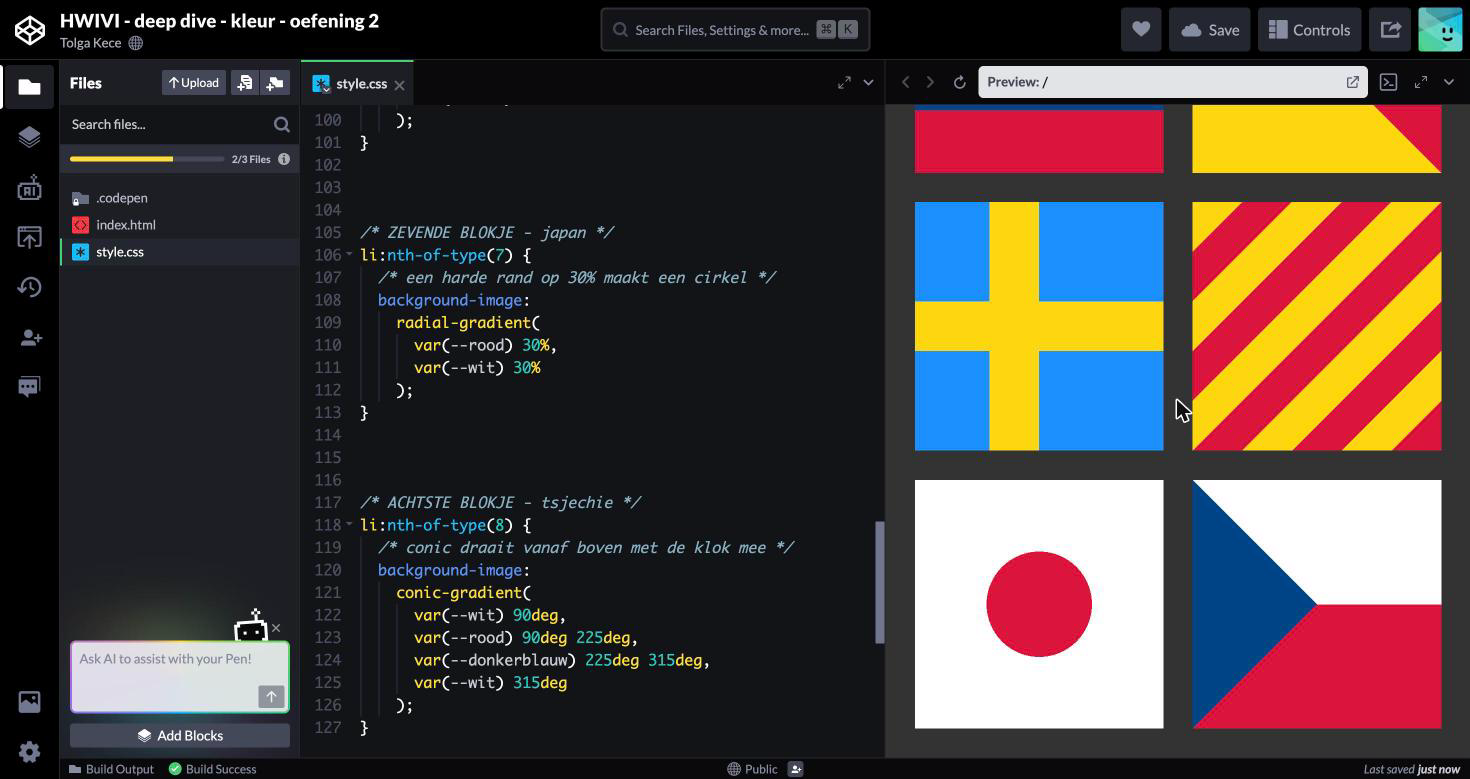 HWIVI - deep dive - kleur - oefening 2
Tolga Kece
Search Files, Settings & more... ⌘ K
Save
Controls
Files
Upload
style.css
Preview: /
Search files...
2/3 Files
.codepen
index.html
style.css
100 );
101 }
102
103
104
105 /* ZEVENDE BLOKJE - japan */
106 li:nth-of-type(7) {
107 /* een harde rand op 30% maakt een cirkel */
108 background-image:
109 radial-gradient(
110 var(--rood) 30%,
111 var(--wit) 30%
112 );
113 }
114
115
116
117 /* ACHTSTE BLOKJE - tsjechie */
118 li:nth-of-type(8) {
119 /* conic draait vanaf boven met de klok mee */
120 background-image:
121 conic-gradient(
122 var(--wit) 90deg,
123 var(--rood) 90deg 225deg,
124 var(--donkerblauw) 225deg 315deg,
125 var(--wit) 315deg
126 );
127 }
AI
Ask AI to assist with your Pen!
Add Blocks
Build Output
Build Success
Public
Last saved just now